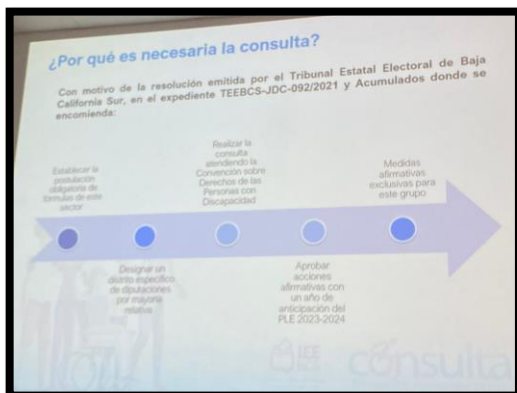 ¿Por qué es necesaria la consulta?
Con motivo de la resolución emitida por el Tribunal Estatal Electoral de Baja
California Sur, en el expediente TEEBCS-JDC-092/2021 y Acumulados donde se
encomienda:
Establecer la
postulación
obligatoria de
fórmulas de este
sector
Designar un
distrito específico
de diputaciones
por mayoría
relativa
Realizar la
consulta
atendiendo la
Convención sobre
Derechos de las
Personas con
Discapacidad
Aprobar
acciones
afirmativas con
un año de
anticipación del
PLE 2023-2024
Medidas
afirmativas
exclusivas para
este grupo
IEE
consulta